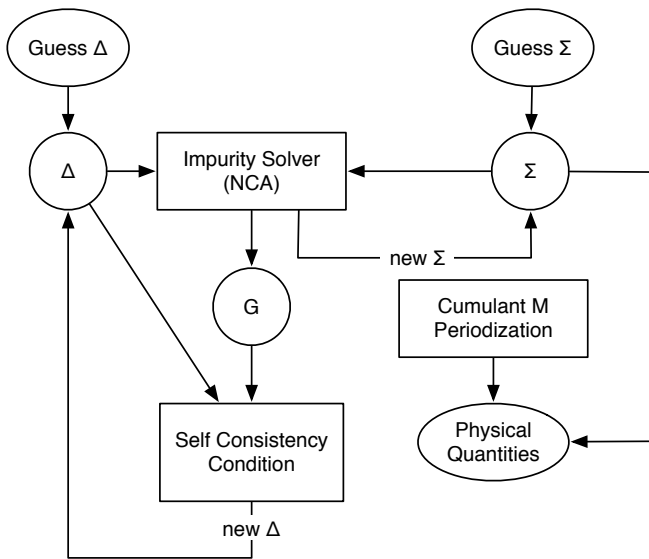 Guess Δ
Guess Σ
Δ
Impurity Solver
(NCA)
Σ
new Σ
G
Cumulant M
Periodization
Self Consistency
Condition
Physical
Quantities
new Δ